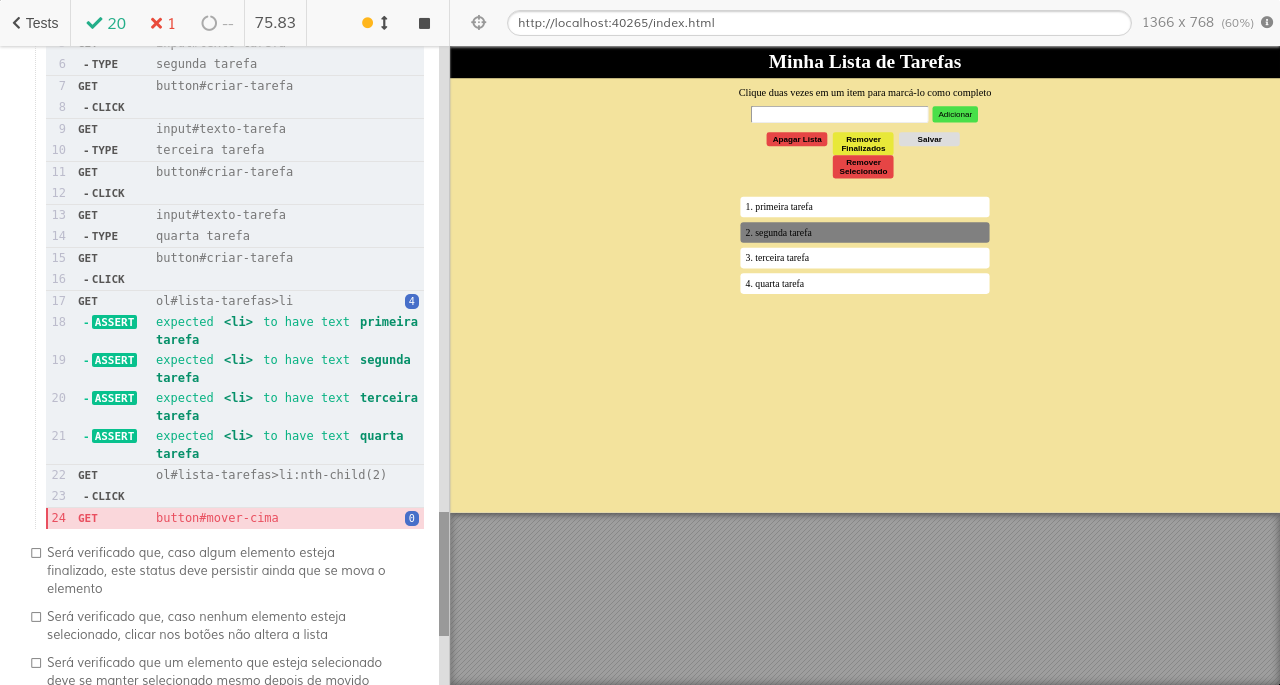 Tests
20
1
--
75.83
http://localhost:40265/index.html
1366 x 768 (60%)
6 -TYPE segunda tarefa
7 GET button#criar-tarefa
8 -CLICK
9 GET input#texto-tarefa
10 -TYPE terceira tarefa
11 GET button#criar-tarefa
12 -CLICK
13 GET input#texto-tarefa
14 -TYPE quarta tarefa
15 GET button#criar-tarefa
16 -CLICK
17 GET ol#lista-tarefas>li 4
18 -ASSERT expected <li> to have text primeira
tarefa
19 -ASSERT expected <li> to have text segunda
tarefa
20 -ASSERT expected <li> to have text terceira
tarefa
21 -ASSERT expected <li> to have text quarta
tarefa
22 GET ol#lista-tarefas>li:nth-child(2)
23 -CLICK
24 GET button#mover-cima 0
Será verificado que, caso algum elemento esteja
finalizado, este status deve persistir ainda que se mova o
elemento
Será verificado que, caso nenhum elemento esteja
selecionado, clicar nos botões não altera a lista
Será verificado que um elemento que esteja selecionado
deve se manter selecionado mesmo depois de movido
Minha Lista de Tarefas
Clique duas vezes em um item para marcá-lo como completo
Adicionar
Apagar Lista
Remover
Finalizados
Salvar
Remover
Selecionado
1. primeira tarefa
2. segunda tarefa
3. terceira tarefa
4. quarta tarefa